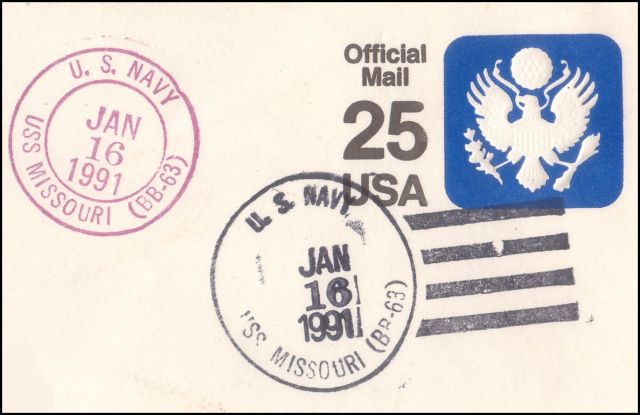 U. S. NAVY
JAN
16
1991
USS MISSOURI (BB-63)
Official
Mail
25
USA
U. S. NAVY
JAN
16
1991
USS MISSOURI (BB-63)